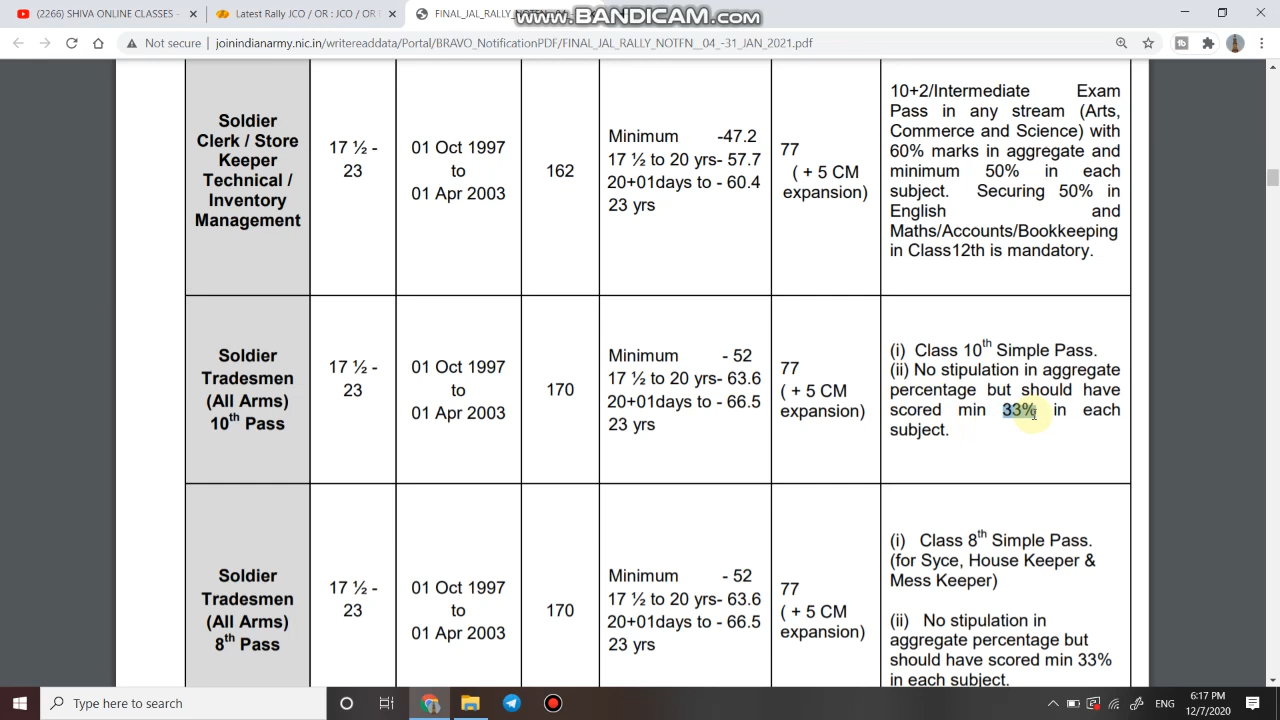 (2266) SHIVA ONLINE CLASSES -
Latest Rally JCO / OR : JCO / OR
FINAL_JAL_RALLY_NOTFN__04_
www.BANDICAM.com
Not secure
joinindianarmy.nic.in/writereaddata/Portal/BRAVO_NotificationPDF/FINAL_JAL_RALLY_NOTFN__04_-31_JAN_2021.pdf
Soldier
Clerk / Store
Keeper
Technical /
Inventory
Management
17 ½ -
23
01 Oct 1997
to
01 Apr 2003
162
Minimum -47.2
17 ½ to 20 yrs- 57.7
20+01days to - 60.4
23 yrs
77
( + 5 CM
expansion)
10+2/Intermediate Exam
Pass in any stream (Arts,
Commerce and Science) with
60% marks in aggregate and
minimum 50% in each
subject. Securing 50% in
English and
Maths/Accounts/Bookkeeping
in Class12th is mandatory.
Soldier
Tradesmen
(All Arms)
10th Pass
17 ½ -
23
01 Oct 1997
to
01 Apr 2003
170
Minimum - 52
17 ½ to 20 yrs- 63.6
20+01days to - 66.5
23 yrs
77
( + 5 CM
expansion)
(i) Class 10th Simple Pass.
(ii) No stipulation in aggregate
percentage but should have
scored min 33% in each
subject.
Soldier
Tradesmen
(All Arms)
8th Pass
17 ½ -
23
01 Oct 1997
to
01 Apr 2003
170
Minimum - 52
17 ½ to 20 yrs- 63.6
20+01days to - 66.5
23 yrs
77
( + 5 CM
expansion)
(i) Class 8th Simple Pass.
(for Syce, House Keeper &
Mess Keeper)
(ii) No stipulation in
aggregate percentage but
should have scored min 33%
in each subject.
Type here to search
ENG
6:17 PM
12/7/2020